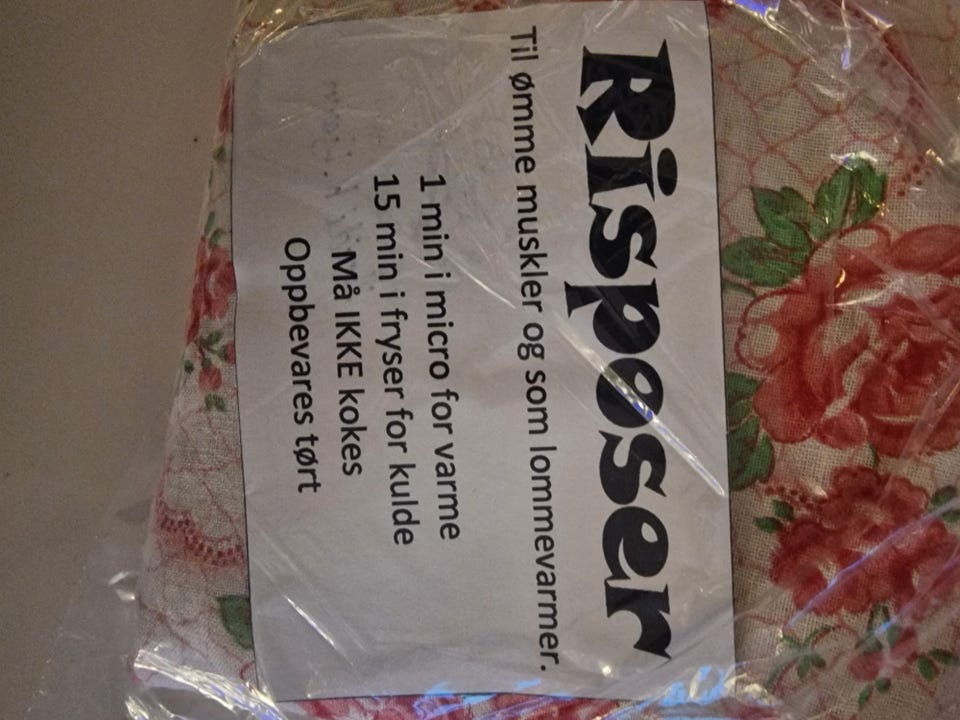 Risposer
Til ømme muskler og som lommevarmer.
1 min i micro for varme
15 min i fryser for kulde
Må IKKE kokes
Oppbevares tørt